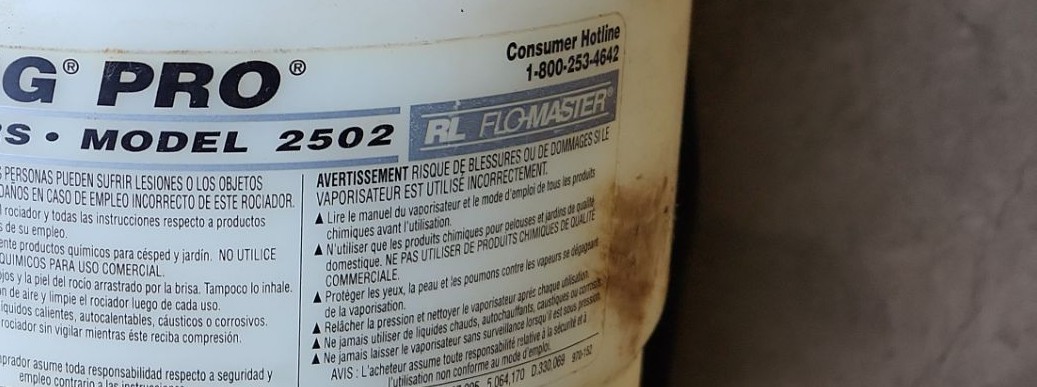 Consumer Hotline
1-800-253-4642
G® PRO®
S • MODEL 2502
RL FLO-MASTER®
PERSONAS PUEDEN SUFRIR LESIONES O LOS OBJETOS
DAÑOS EN CASO DE EMPLEO INCORRECTO DE ESTE ROCIADOR.
rociador y todas las instrucciones respecto a productos
de su empleo.
ente productos químicos para césped y jardín. NO UTILICE
QUIMICOS PARA USO COMERCIAL.
ojos y la piel del rocío arrastrado por la brisa. Tampoco lo inhale.
n de aire y limpie el rociador luego de cada uso.
íquidos calientes, autocalentables, cáusticos o corrosivos.
rociador sin vigilar mientras éste reciba compresión.
prador asume toda responsabilidad respecto a seguridad y
empleo contrario a las
AVERTISSEMENT RISQUE DE BLESSURES OU DE DOMMAGES SI LE
VAPORISATEUR EST UTILISÉ INCORRECTEMENT.
▲ Lire le manuel du vaporisateur et le mode d'emploi de tous les produits
chimiques avant l'utilisation.
▲ N'utiliser que les produits chimiques pour pelouses et jardins de qualité
domestique. NE PAS UTILISER DE PRODUITS CHIMIQUES DE QUALITÉ
COMMERCIALE.
▲ Protéger les yeux, la peau et les poumons contre les vapeurs se dégageant
de la vaporisation.
▲ Relâcher la pression et nettoyer le vaporisateur après chaque utilisation.
▲ Ne jamais utiliser de liquides chauds, autochauffants, caustiques ou corrosifs.
▲ Ne jamais laisser le vaporisateur sans surveillance lorsqu'il est sous pression.
AVIS : L'acheteur assume toute responsabilité relative à la sécurité et à
l'utilisation non conforme au mode d'emploi.
5,064,170 D.330,069 970-152